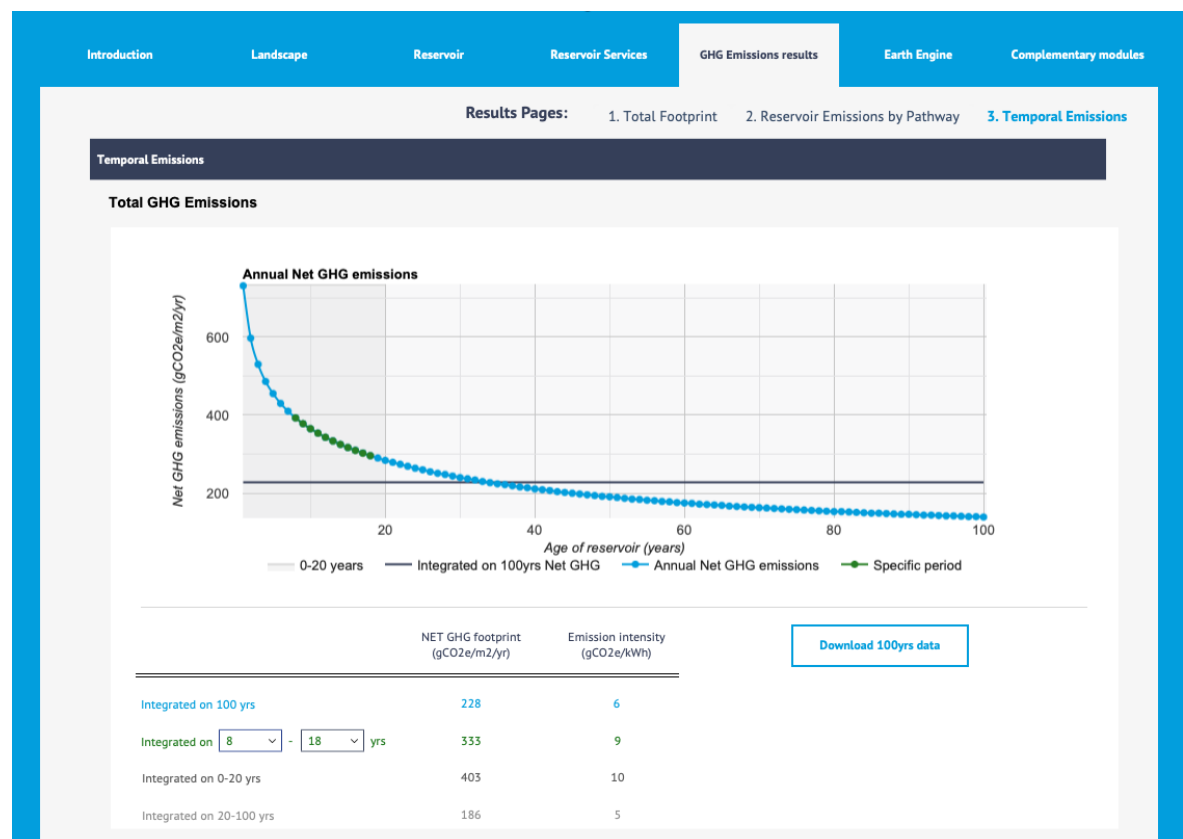 Introduction
Landscape
Reservoir
Reservoir Services
GHG Emissions results
Earth Engine
Complementary modules
Results Pages:
1. Total Footprint
2. Reservoir Emissions by Pathway
3. Temporal Emissions
Temporal Emissions
Total GHG Emissions
Annual Net GHG emissions
Net GHG emissions (gCO2e/m2/yr)
600
400
200
20
40
60
80
100
Age of reservoir (years)
0-20 years
Integrated on 100yrs Net GHG
Annual Net GHG emissions
Specific period
NET GHG footprint
(gCO2e/m2/yr)
Emission intensity
(gCO2e/kWh)
Download 100yrs data
Integrated on 100 yrs 228 6
Integrated on 8 - 18 yrs 333 9
Integrated on 0-20 yrs 403 10
Integrated on 20-100 yrs 186 5